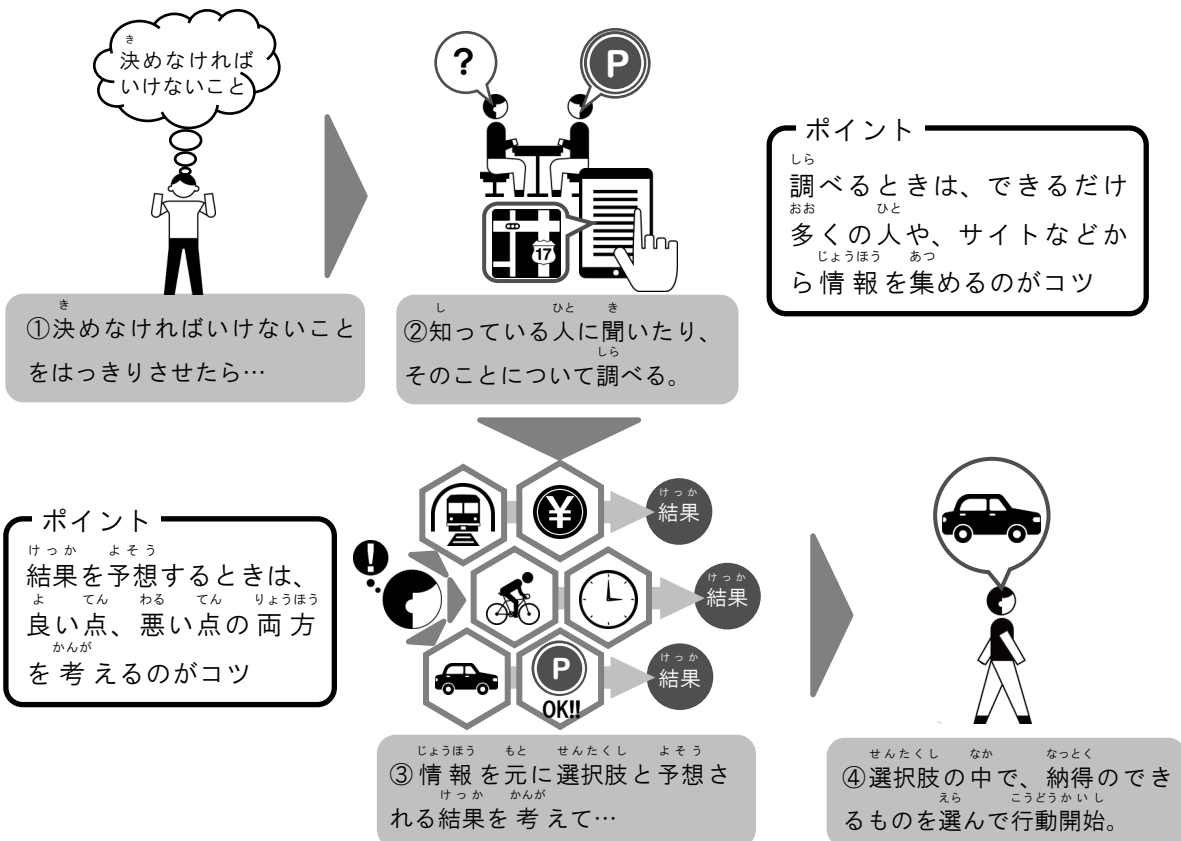 決めなければ
いけないこと
?
P
17
ポイント
調べるときは、できるだけ
多くの人や、サイトなどか
ら情報を集めるのがコツ
①決めなければいけないこと
をはっきりさせたら…
②知っている人に聞いたり、
そのことについて調べる。
ポイント
結果を予想するときは、
良い点、悪い点の両方
を考えるのがコツ
!
¥
結果
結果
P
OK!!
結果
③情報を元に選択肢と予想さ
れる結果を考えて…
④選択肢の中で、納得のでき
るものを選んで行動開始。